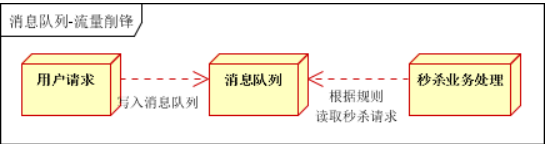 消息队列-流量削锋
用户请求
消息队列
秒杀业务处理
写入消息队列
根据规则
读取秒杀请求